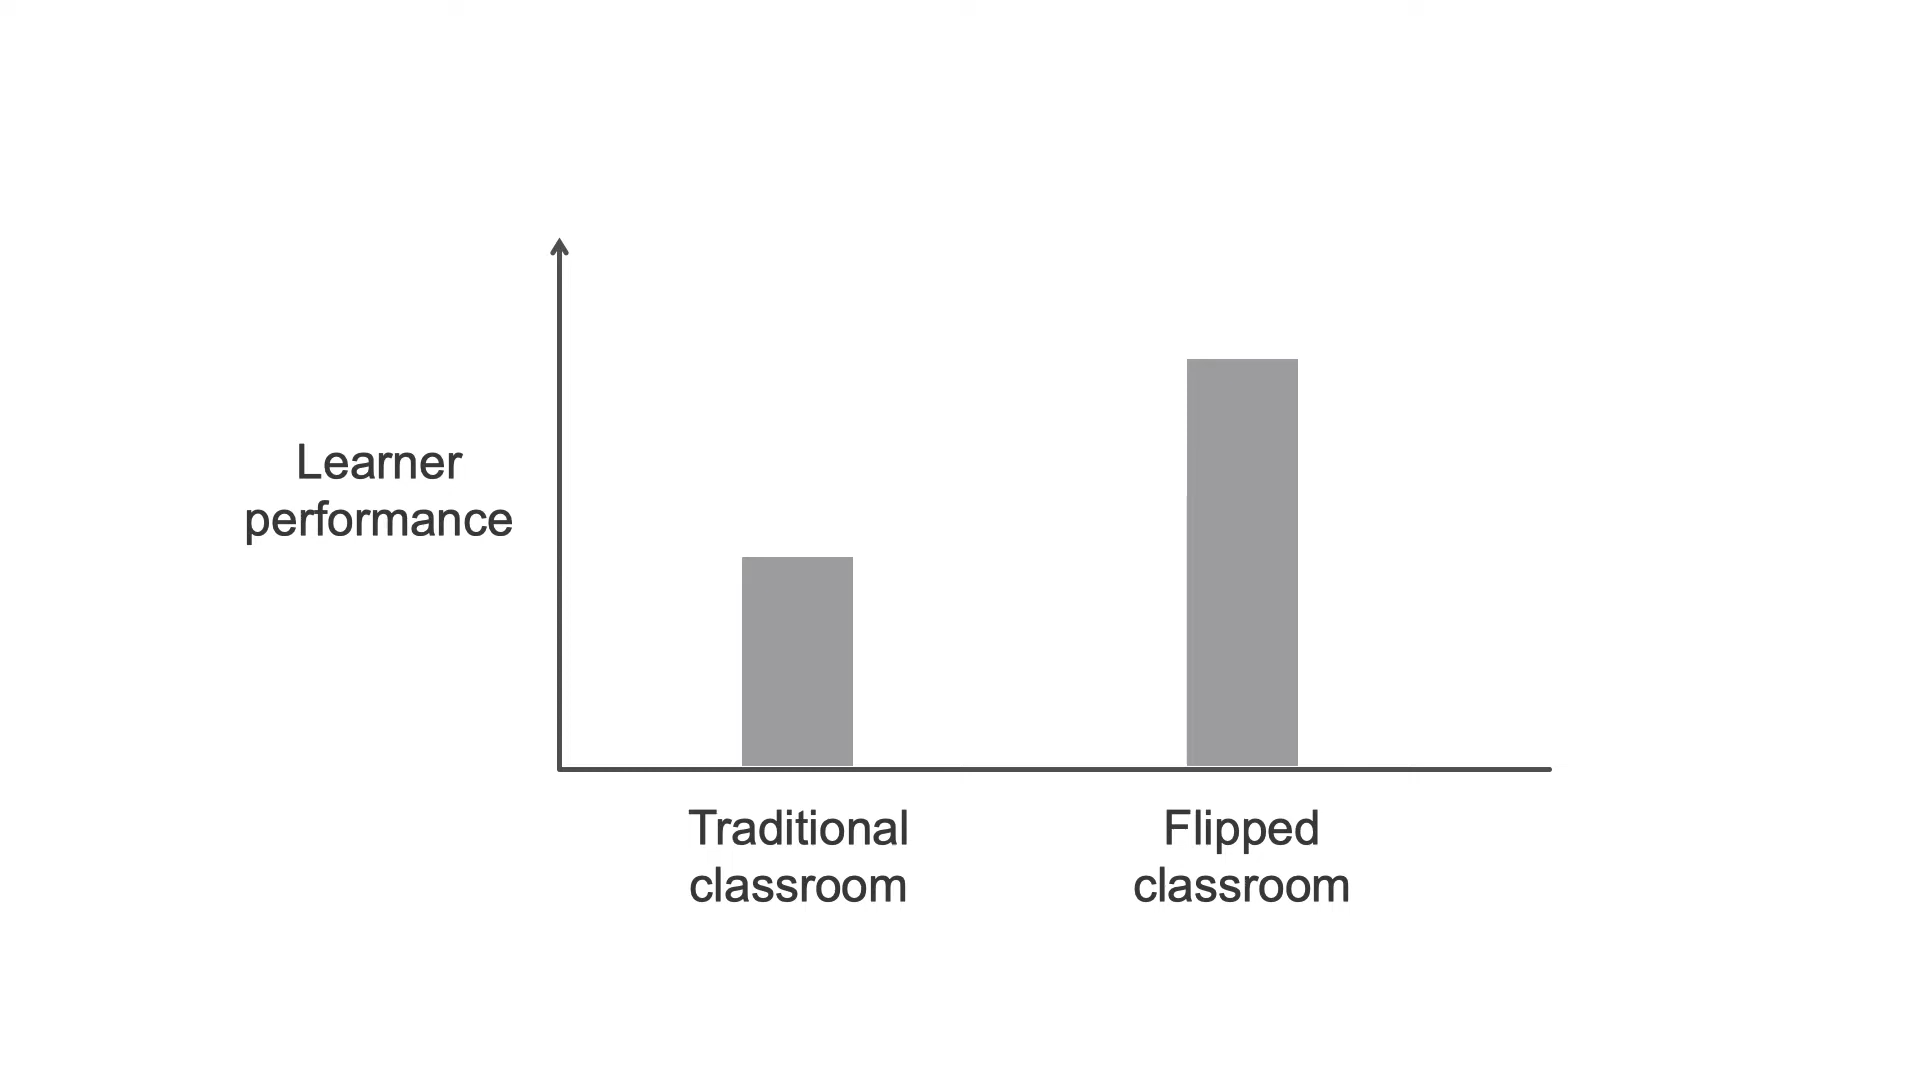 Learner
performance
Traditional
classroom
Flipped
classroom